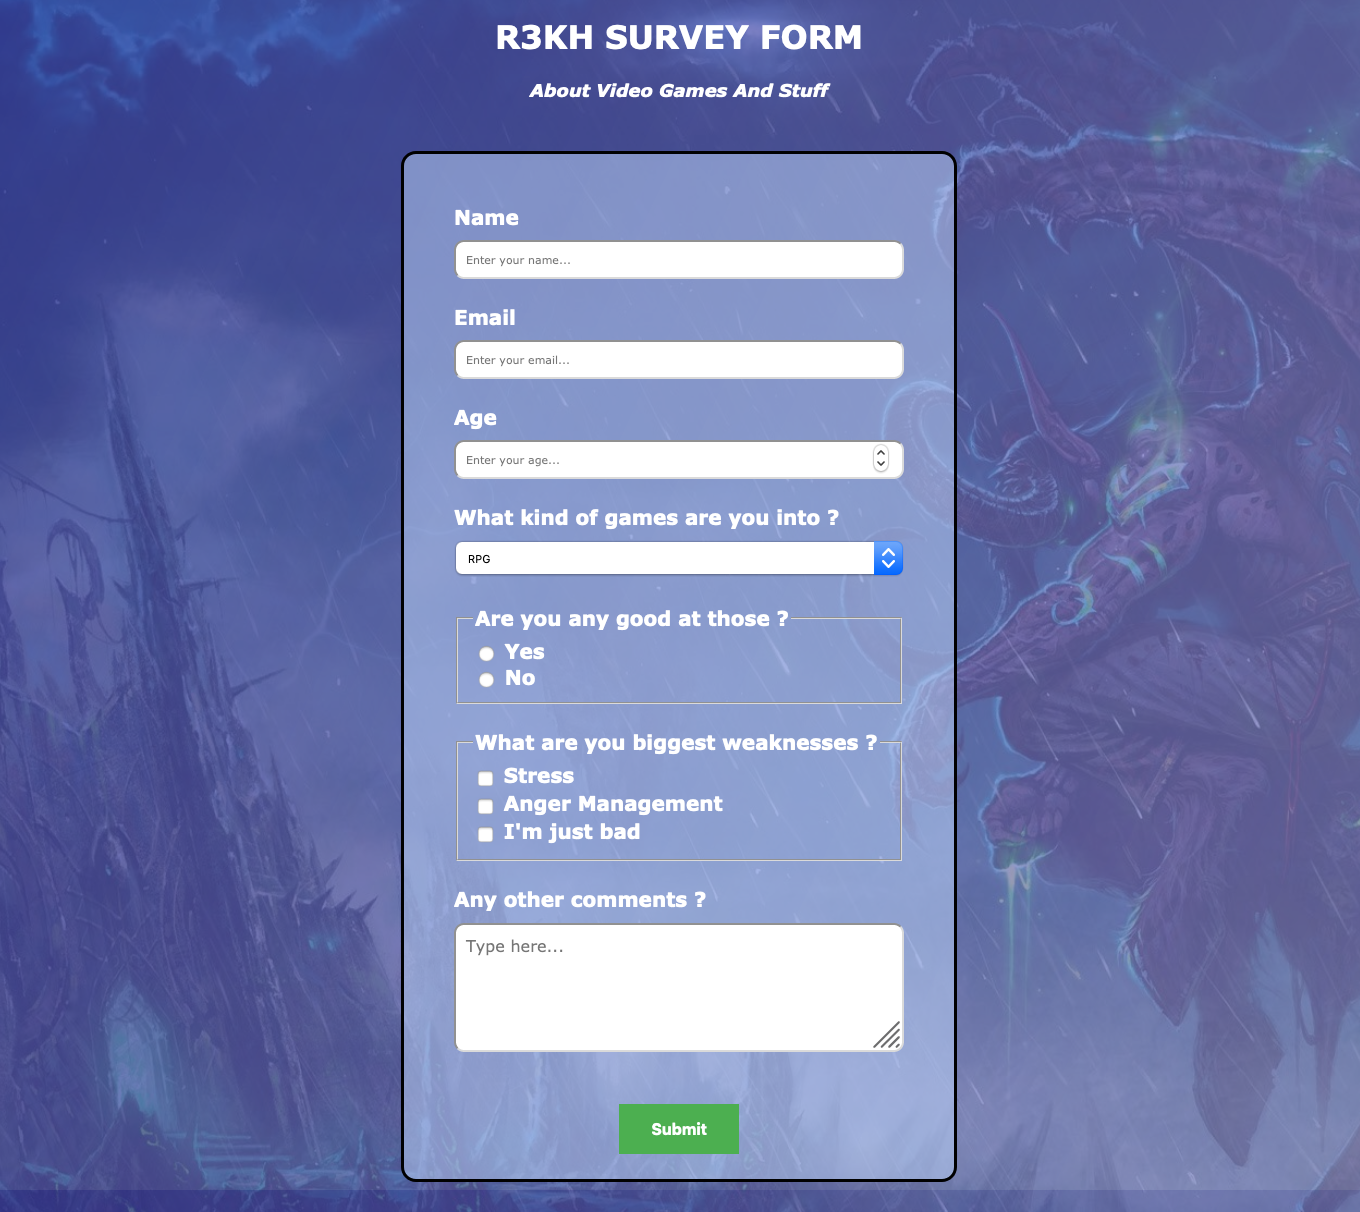 R3KH SURVEY FORM
About Video Games And Stuff
Name
Enter your name...
Email
Enter your email...
Age
Enter your age...
What kind of games are you into ?
RPG
Are you any good at those ?
Yes
No
What are you biggest weaknesses ?
Stress
Anger Management
I'm just bad
Any other comments ?
Type here...
Submit